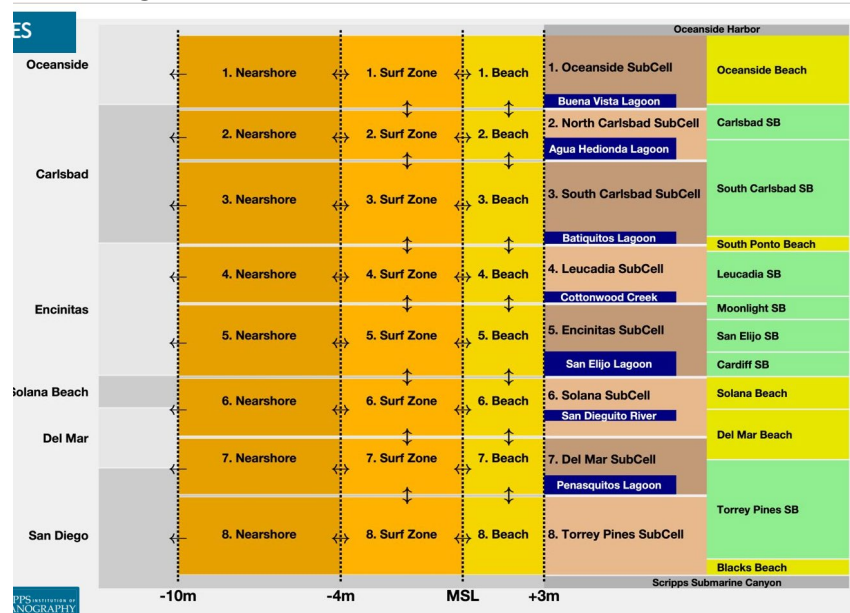 ES
Oceanside Harbor
Oceanside
1. Nearshore
1. Surf Zone
1. Beach
1. Oceanside SubCell
Oceanside Beach
Buena Vista Lagoon
2. Nearshore
2. Surf Zone
2. Beach
2. North Carlsbad SubCell
Carlsbad SB
Agua Hedionda Lagoon
Carlsbad
3. Nearshore
3. Surf Zone
3. Beach
3. South Carlsbad SubCell
South Carlsbad SB
Batiquitos Lagoon
South Ponto Beach
4. Nearshore
4. Surf Zone
4. Beach
4. Leucadia SubCell
Leucadia SB
Cottonwood Creek
Encinitas
Moonlight SB
5. Nearshore
5. Surf Zone
5. Beach
5. Encinitas SubCell
San Elijo SB
San Elijo Lagoon
Cardiff SB
Solana Beach
6. Nearshore
6. Surf Zone
6. Beach
6. Solana SubCell
Solana Beach
San Dieguito River
Del Mar
Del Mar Beach
7. Nearshore
7. Surf Zone
7. Beach
7. Del Mar SubCell
Penasquitos Lagoon
Torrey Pines SB
San Diego
8. Nearshore
8. Surf Zone
8. Beach
8. Torrey Pines SubCell
Blacks Beach
Scripps Submarine Canyon
-10m
-4m
MSL
+3m
PPS INSTITUTION OF
ANOGRAPHY